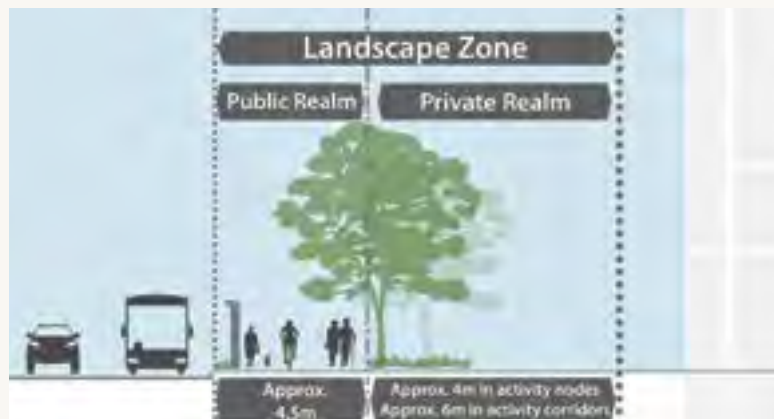 Landscape Zone
Public Realm
Private Realm
Approx.
4.5m
Approx. 4m in activity nodes
Approx. 6m in activity corridors